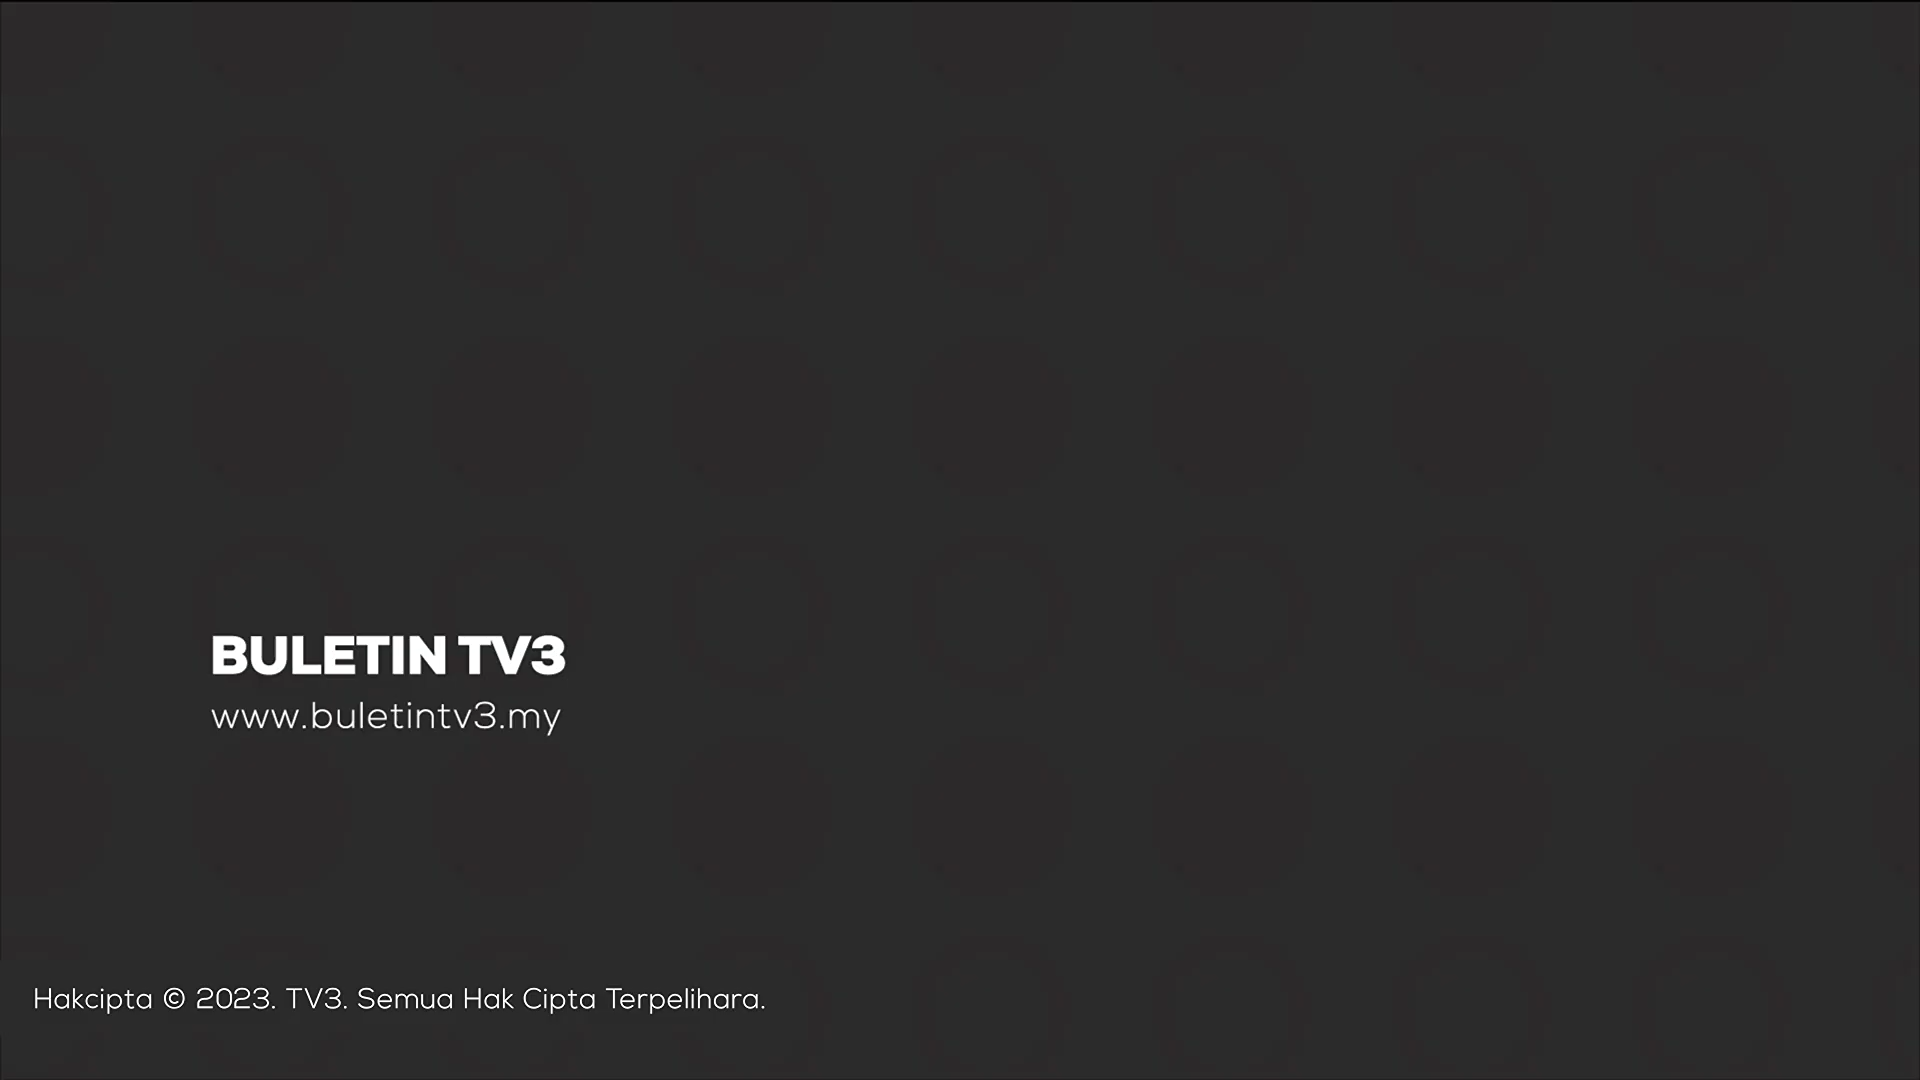 BULETIN TV3
www.buletintv3.my
Hakcipta © 2023. TV3. Semua Hak Cipta Terpelihara.